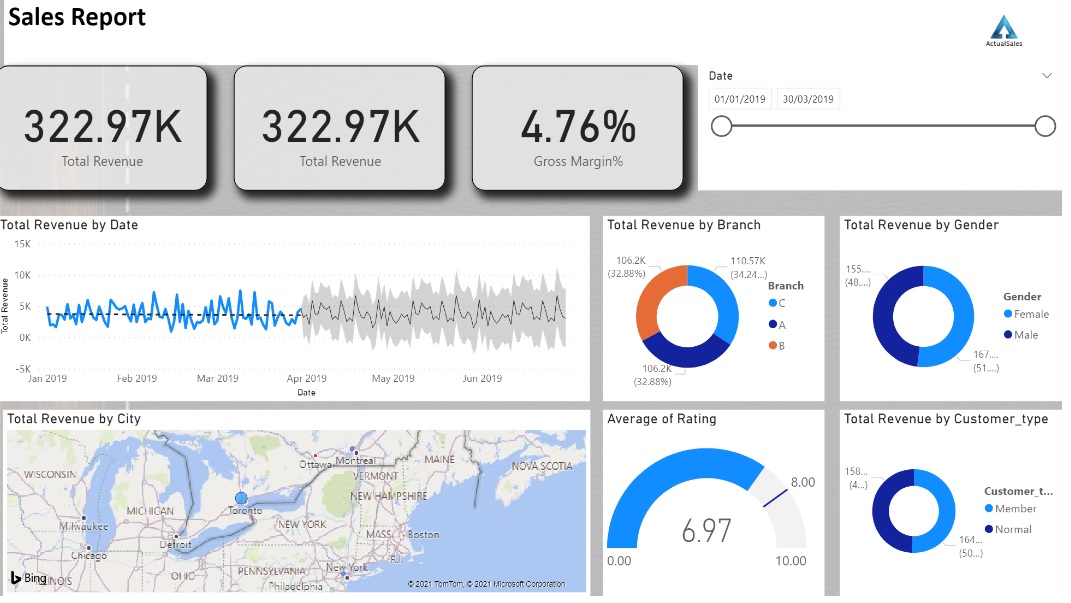 Sales Report
ActualSales
322.97K
Total Revenue
322.97K
Total Revenue
4.76%
Gross Margin%
Date
01/01/2019 30/03/2019
Total Revenue by Date
15K
10K
5K
0K
-5K
Total Revenue
Jan 2019 Feb 2019 Mar 2019 Apr 2019 May 2019 Jun 2019
Date
Total Revenue by Branch
106.2K
(32.88%)
110.57K
(34.24...)
106.2K
(32.88%)
Branch
C
A
B
Total Revenue by Gender
155....
(48....)
167....
(51....)
Gender
Female
Male
Total Revenue by City
WISCONSIN
Milwaukee
Chicago
MICHIGAN
Detroit
OHIO
Toronto
Ottawa
Montreal
MAINE
VERMONT
NEW HAMPSHIRE
NOVA SCOTIA
NEW YORK
MASS
Boston
R.I.
PENNSYLVANIA
New York
Philadelphia
INOIS
Bing
© 2021 TomTom, © 2021 Microsoft Corporation
Average of Rating
8.00
6.97
0.00
10.00
Total Revenue by Customer_type
158...
(4...)
164...
(50...)
Customer_t...
Member
Normal